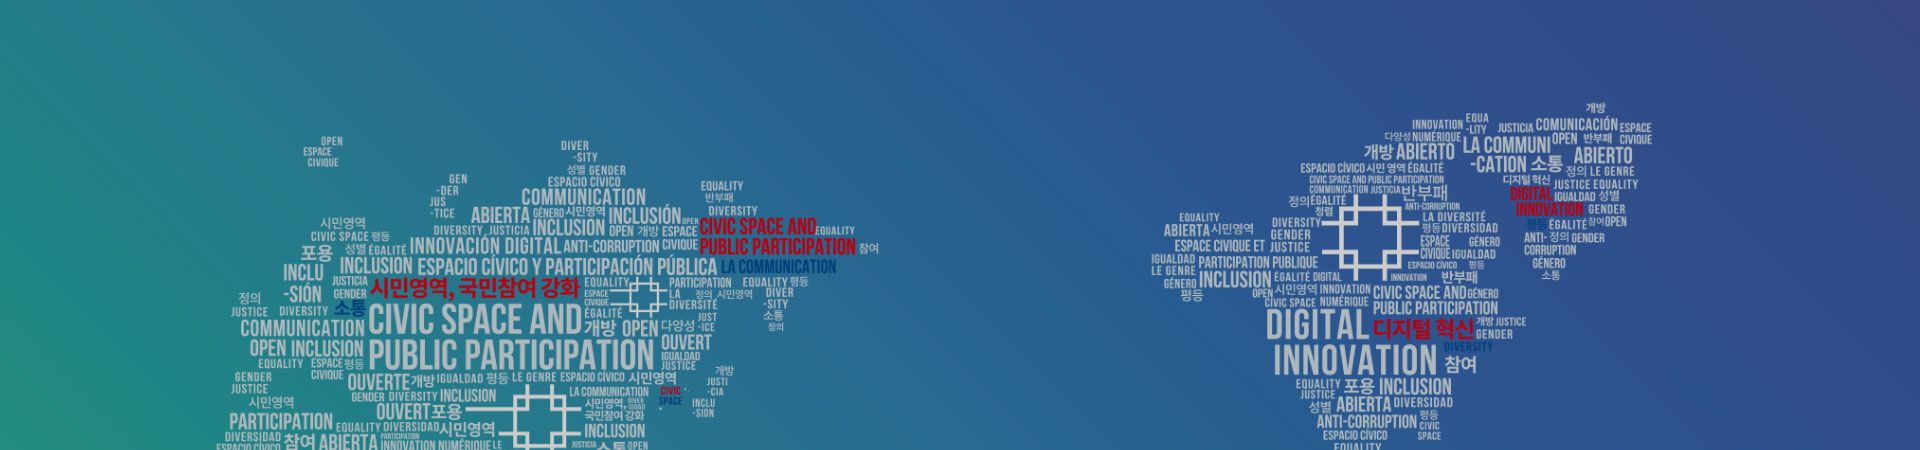 OPEN
ESPACE
CIVIQUE
DIVER
-SITY
성별 GENDER
ESPACIO CÍVICO
COMMUNICATION
GEN
-DER
JUS
-TICE
EQUALITY
반부패
DIVERSITY
ABIERTA GÉNERO 시민영역 INCLUSIÓN OPEN CIVIC SPACE AND EQUALITY
시민영역
DIVERSITY, JUSTICIA INCLUSION OPEN 개방 ESPACE
CIVIC SPACE 평등
INNOVACIÓN DIGITAL ANTI-CORRUPTION CIVIQUE PUBLIC PARTICIPATION 참여
포용 성별 ÉGALITÉ
INCLUSION ESPACIO CÍVICO Y PARTICIPACIÓN PÚBLICA LA COMMUNICATION
INCLU
-SIÓN
JUSTICIA
GENDER
시민영역, 국민참여 강화
EQUALITY
ESPACE
CIVIQUE
ÉGALITÉ
PARTICIPATION EQUALITY 평등
LA 정의 시민영역
DIVERSITÉ
DIVER
-SITY
소통
정의
정의
JUSTICE DIVERSITY 소통
CIVIC SPACE AND 개방 OPEN 다양성
JUST
-ICE
COMMUNICATION
OPEN INCLUSION PUBLIC PARTICIPATION OUVERT
IGUALDAD
JUSTICE
EQUALITY ESPACE 평등
CIVIQUE
GENDER
JUSTICE
OUVERTE 개방 IGUALDAD 평등 LE GENRE ESPACIO CÍVICO 시민영역
개방
JUSTI
-CIA
INCLU
-SION
GENDER DIVERSITY INCLUSION
LA COMMUNICATION
CIVIC
SPACE
시민영역
OUVERT 포용
시민영역,
DIVER
-SIDAD
국민참여 강화
PARTICIPATION EQUALITY DIVERSIDAD 시민영역 INCLUSION
DIVERSIDAD 참여 ABIERTA
PARTICIPATION
INNOVATION NUMÉRIQUE LE
JUSTICIA 소통 OPEN
ESPACIO CÍVICO
개방
INNOVATION
EQUA
-LITY
JUSTICIA COMUNICACIÓN ESPACE
CIVIQUE
다양성 NUMÉRIQUE
LA COMMUNI
-CATION 소통
OPEN 반부패
개방 ABIERTO
ABIERTO
ESPACIO CÍVICO 시민 영역 ÉGALITÉ
정의 LE GENRE
CIVIC SPACE AND PUBLIC PARTICIPATION
디지털 혁신 JUSTICE EQUALITY
COMMUNICATION JUSTICIA 반부패
DIGITAL
INNOVATION
IGUALDAD 성별
GENDER
정의 ÉGALITÉ
청렴
ANTI-CORRUPTION
평등 ÉGALITÉ 참여 OPEN
EQUALITY
ABIERTA 시민영역
DIVERSITY
GENDER
JUSTICE
LA DIVERSITÉ
평등 DIVERSIDAD
ANTI- 정의 GENDER
CORRUPTION
GÉNERO
소통
ESPACE CIVIQUE ET
ESPACE
CIVIQUE
GÉNERO
IGUALDAD
IGUALDAD
LE GENRE
PARTICIPATION PUBLIQUE
ESPACIO CÍVICO 평등
GÉNERO INCLUSION ÉGALITÉ DIGITAL
INNOVATION
반부패
평등
OPEN 시민영역 INNOVATION CIVIC SPACE AND GÉNERO
CIVIC SPACE NUMÉRIQUE PUBLIC PARTICIPATION
DIGITAL 디지털 혁신 개방 JUSTICE
GENDER
DIVERSITY
INNOVATION 참여
EQUALITY
JUSTICE
포용 INCLUSION
성별 ABIERTA DIVERSIDAD
ANTI-CORRUPTION 평등
CIVIC
SPACE
ESPACIO CÍVICO
EQUALITY